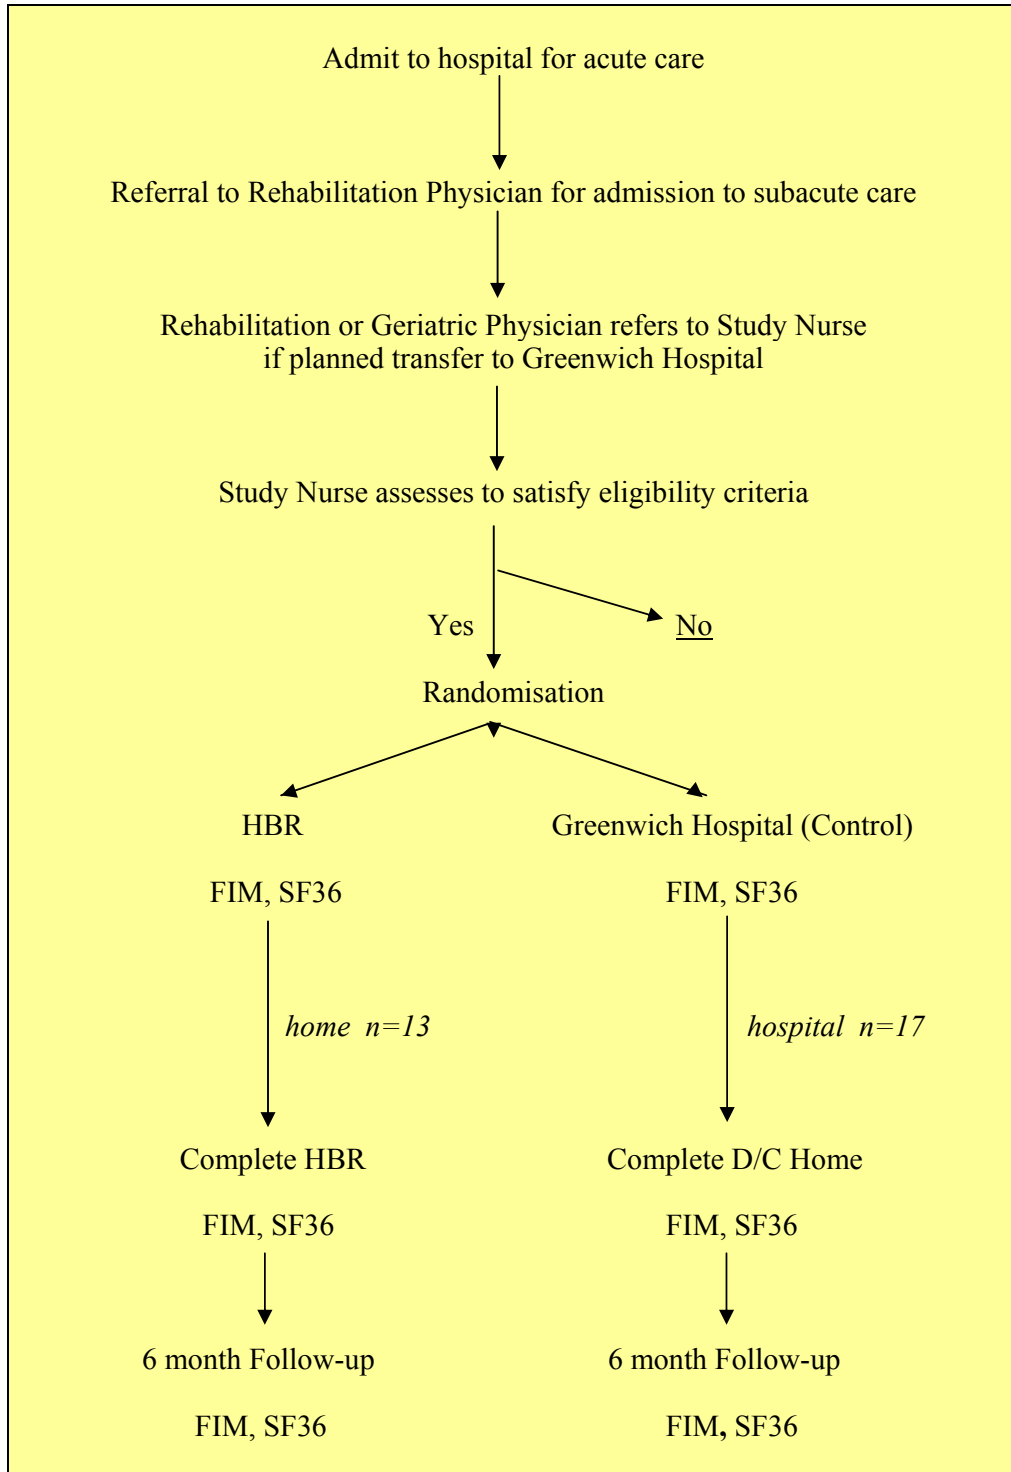 Admit to hospital for acute care
Referral to Rehabilitation Physician for admission to subacute care
Rehabilitation or Geriatric Physician refers to Study Nurse
if planned transfer to Greenwich Hospital
Study Nurse assesses to satisfy eligibility criteria
Yes
No
Randomisation
HBR
Greenwich Hospital (Control)
FIM, SF36
FIM, SF36
home n=13
hospital n=17
Complete HBR
Complete D/C Home
FIM, SF36
FIM, SF36
6 month Follow-up
6 month Follow-up
FIM, SF36
FIM, SF36